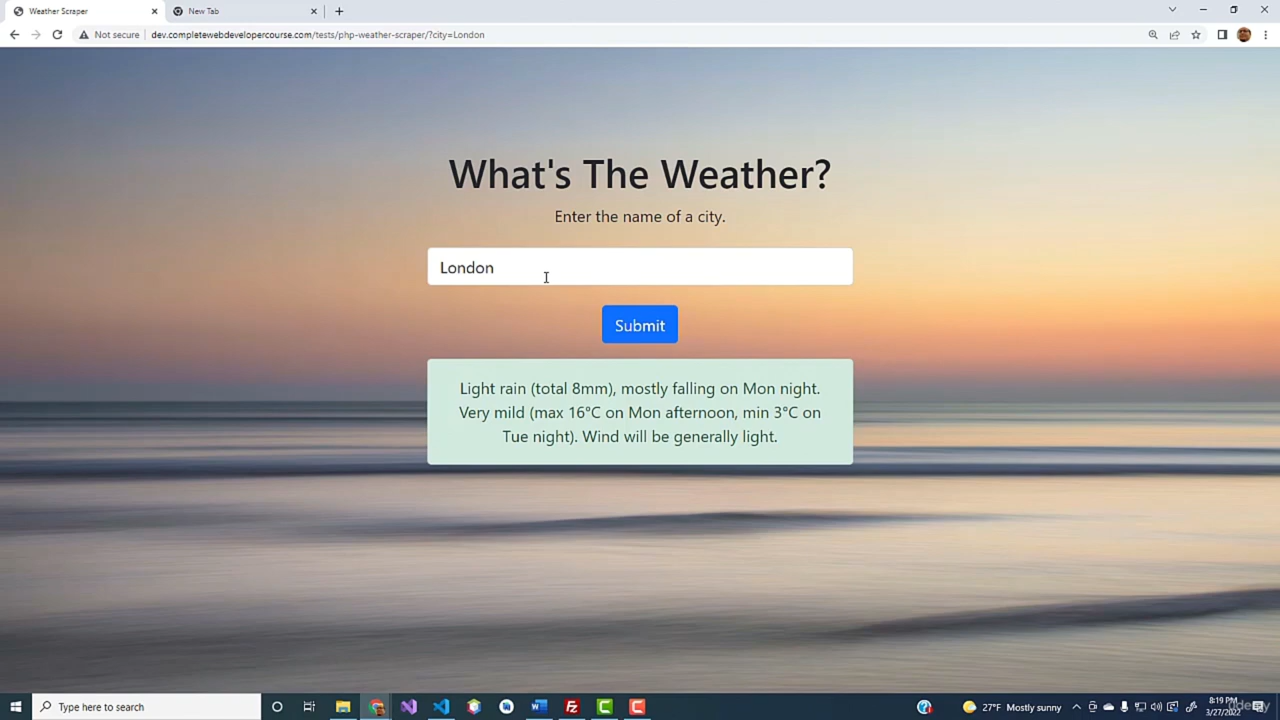 Weather Scraper
New Tab
Not secure
dev.completewebdevelopercourse.com/tests/php-weather-scraper/?city=London
What's The Weather?
Enter the name of a city.
London
Submit
Light rain (total 8mm), mostly falling on Mon night.
Very mild (max 16°C on Mon afternoon, min 3°C on
Tue night). Wind will be generally light.
Type here to search
27°F Mostly sunny
8:19 PM